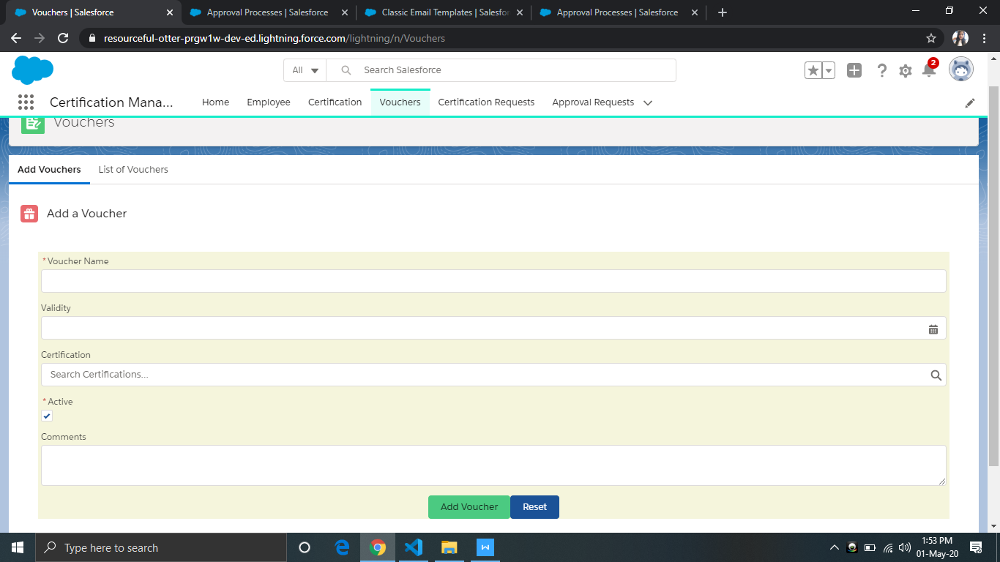 Vouchers | Salesforce
Approval Processes | Salesforce
Classic Email Templates | Salesfor
Approval Processes | Salesforce
resourceful-otter-prgw1w-dev-ed.lightning.force.com/lightning/n/Vouchers
All
Search Salesforce
2
Certification Mana...
Home
Employee
Certification
Vouchers
Certification Requests
Approval Requests
Vouchers
Add Vouchers
List of Vouchers
Add a Voucher
*Voucher Name
Validity
Certification
Search Certifications...
*Active
Comments
Add Voucher
Reset
Type here to search
1:53 PM
01-May-20